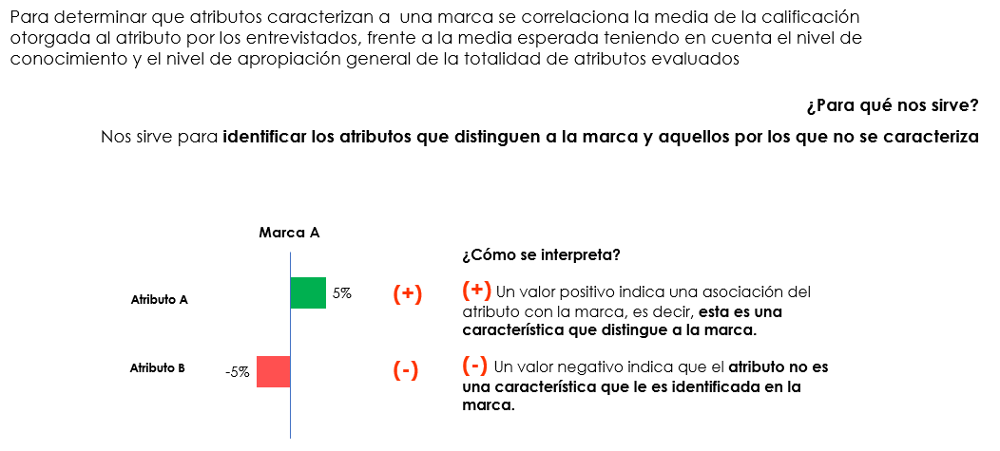 Para determinar que atributos caracterizan a  una marca se correlaciona la media de la calificación
otorgada al atributo por los entrevistados, frente a la media esperada teniendo en cuenta el nivel de
conocimiento y el nivel de apropiación general de la totalidad de atributos evaluados
¿Para qué nos sirve?
Nos sirve para identificar los atributos que distinguen a la marca y aquellos por los que no se caracteriza
Marca A
Atributo A
5%
(+)
Atributo B
-5%
(-)
¿Cómo se interpreta?
(+) Un valor positivo indica una asociación del
atributo con la marca, es decir, esta es una
característica que distingue a la marca.
(-) Un valor negativo indica que el atributo no es
una característica que le es identificada en la
marca.